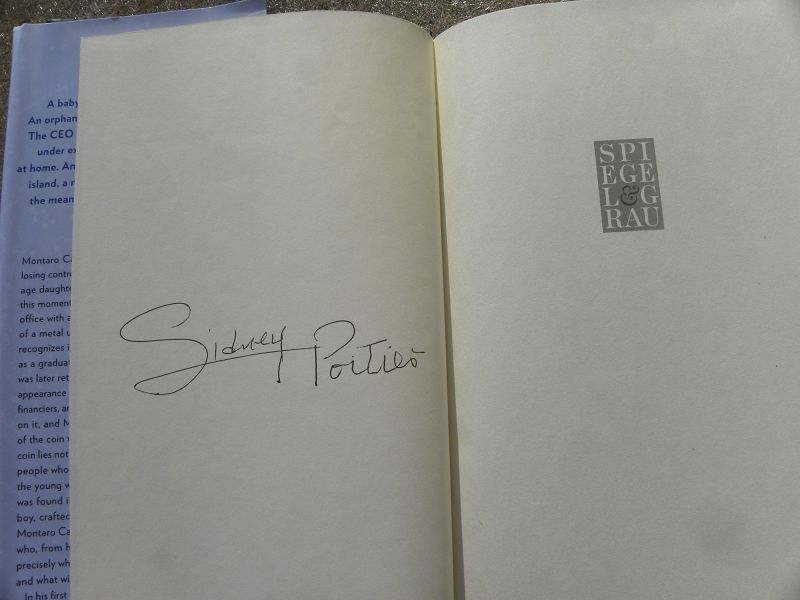 A baby
An orphan
The CEO
under ex
at home. An
island, a r
the mean
Montaro Ca
losing contr
age daughte
this moment
office with a
of a metal
recognizes i
as a graduat
was later ret
appearance
financiers, a
on it, and M
of the coin
coin lies not
people who
the young w
was found i
boy, crafted
Montaro Ca
who, from h
precisely wh
and what wi
In his first
Sidney Poitier
SPI
EGE
L&G
RAU